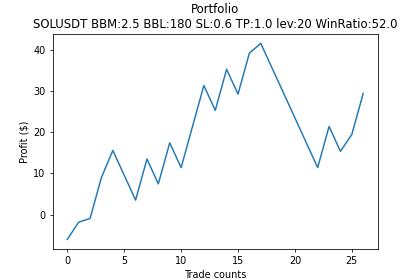 Portfolio
SOLUSDT BBM:2.5 BBL:180 SL:0.6 TP:1.0 lev:20 WinRatio:52.0
40
30
20
10
0
Profit ($)
0 5 10 15 20 25
Trade counts